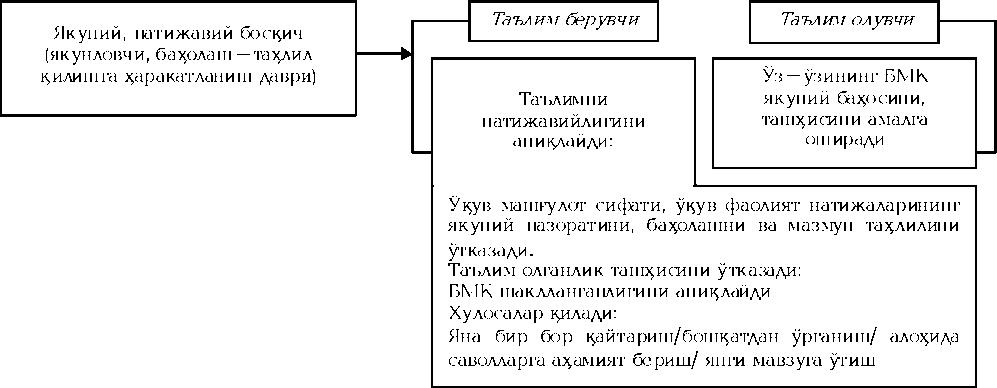 Якуний, натижавий босқич
(якунловчи, баҳолаш – таҳлил
қилишга ҳаракатланиш даври)
Таълим берувчи
Таълим олувчи
Таълимни
натижавийлигини
аниқлайди:
Ўз – ўзининг БМК
якуний баҳосини,
ташҳисини амалга
оширади
Ўқув машғулот сифати, ўқув фаолият натижаларининг
якуний назоратини, баҳолашни ва мазмун таҳлилини
ўтказади.
Таълим олганлик ташҳисини ўтказади:
БМК шаклланганлигини аниқлайди
Хулосалар қилади:
Яна бир бор қайтариш/бошқатдан ўрганиш/ алоҳида
саволларга аҳамият бериш/ янги мавзуга ўтиш